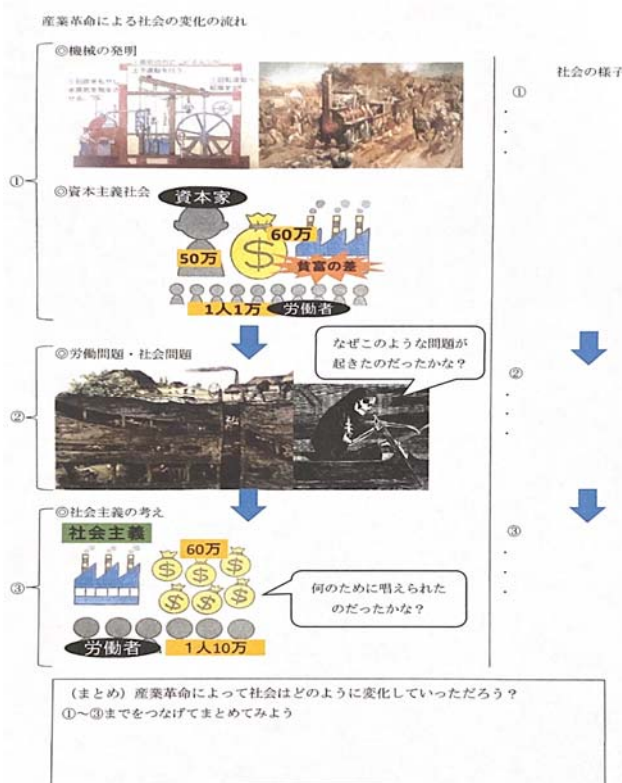 産業革命による社会の変化の流れ
◎機械の発明
社会の様子
①
・
・
・
①
◎資本主義社会
資本家
50万
60万
貧富の差
1人1万
労働者
◎労働問題・社会問題
なぜこのような問題が
起きたのだったかな?
②
②
・
・
・
◎社会主義の考え
社会主義
60万
③
・
・
・
③
何のために唱えられた
のだったかな?
労働者
1人10万
(まとめ)産業革命によって社会はどのように変化していっただろう?
①~③までをつなげてまとめてみよう